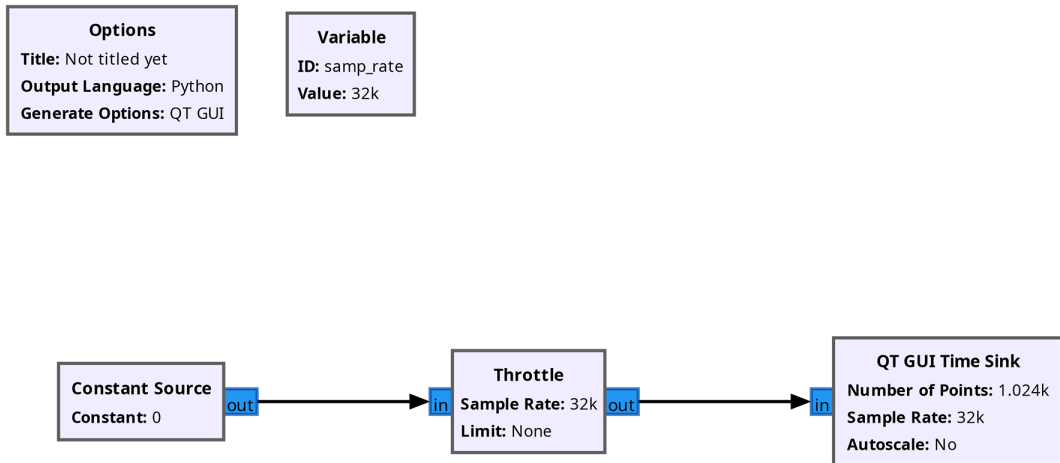 Options
Title: Not titled yet
Output Language: Python
Generate Options: QT GUI
Variable
ID: samp_rate
Value: 32k
Constant Source
Constant: 0
out
in
Throttle
Sample Rate: 32k
Limit: None
out
in
QT GUI Time Sink
Number of Points: 1.024k
Sample Rate: 32k
Autoscale: No